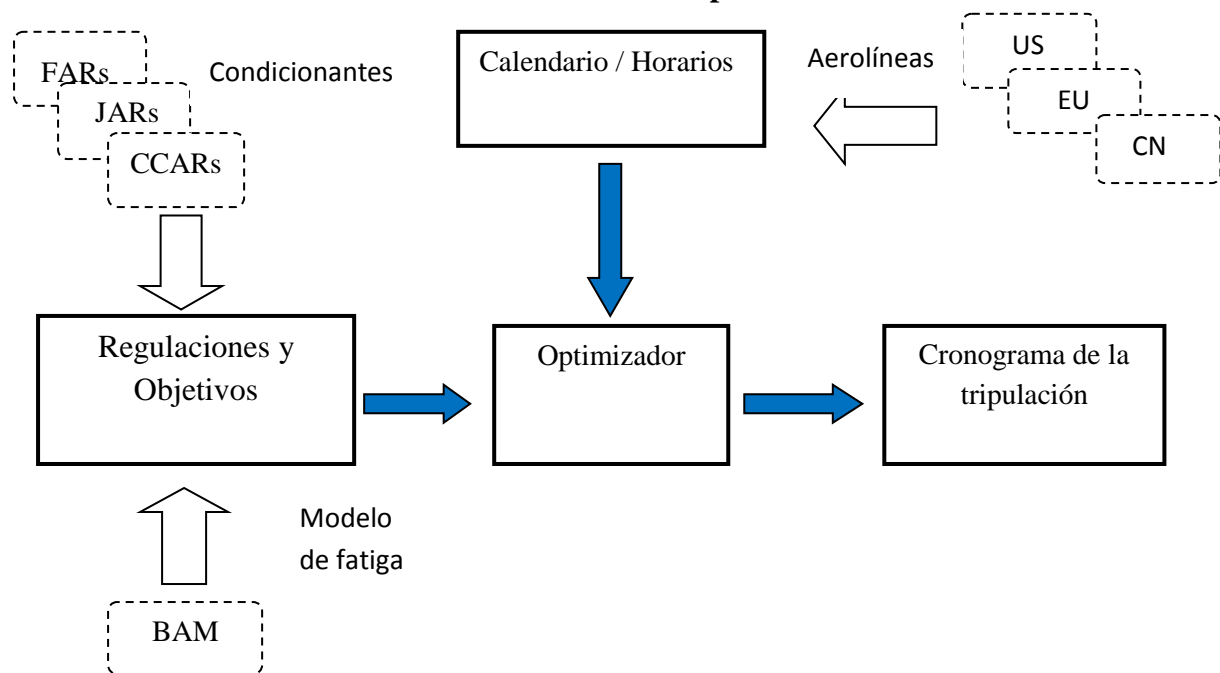 FARs
JARs
CCARs
Condicionantes
Calendario / Horarios
Aerolíneas
US
EU
CN
Regulaciones y
Objetivos
Optimizador
Cronograma de la
tripulación
Modelo
de fatiga
BAM